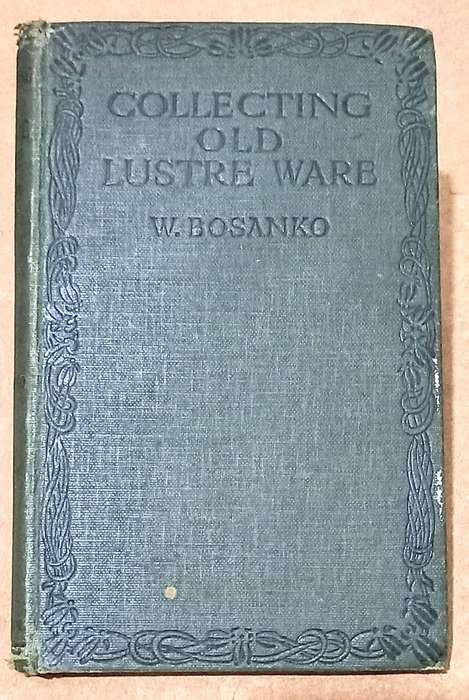 COLLECTING
OLD
LUSTRE WARE
W. BOSANKO